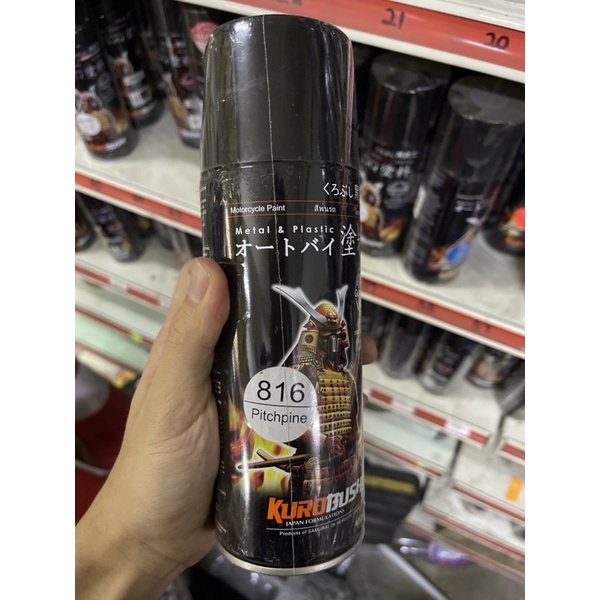 21
20
くろぶし黒
Motorcycle Paint สีพ่นรถ
Metal & Plastic
オートバイ塗
816
Pitchpine
KUROBUSHI
JAPAN FORMULATIONS